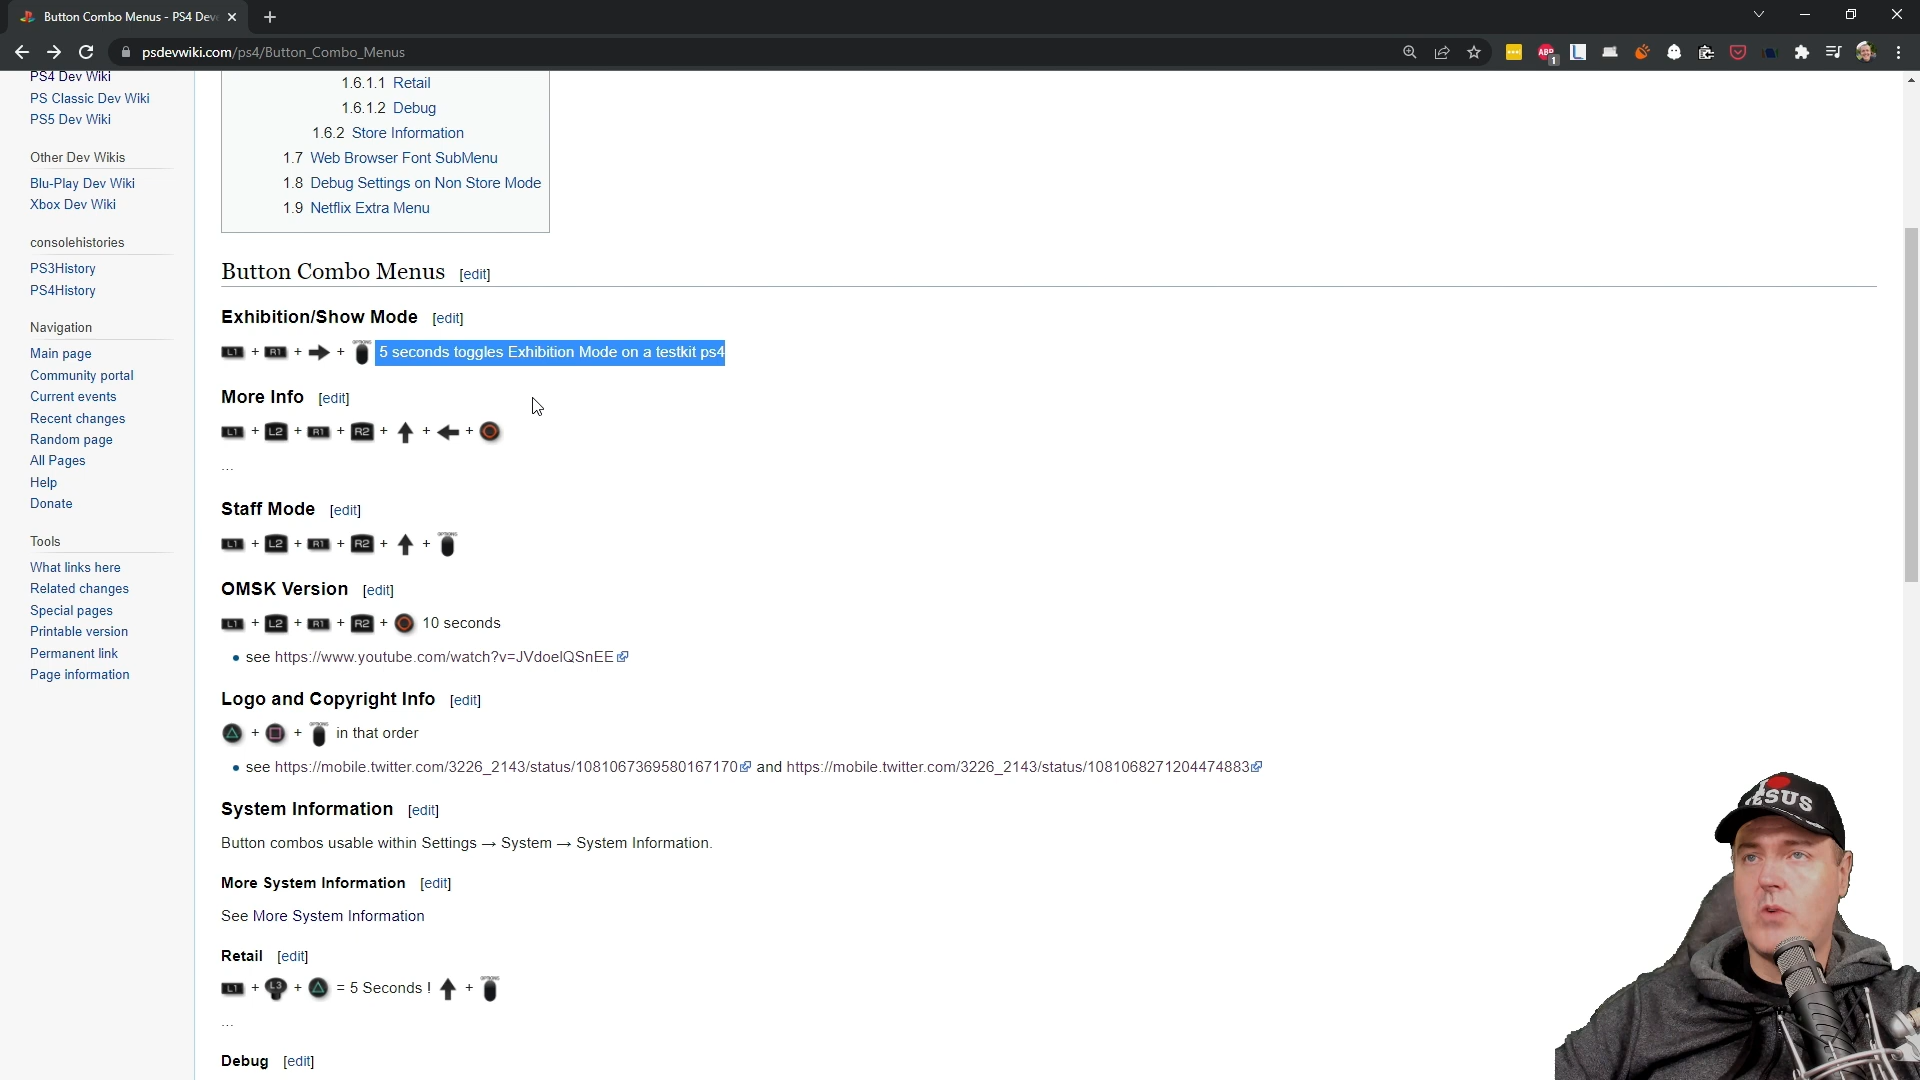 Button Combo Menus - PS4 Dev
psdevwiki.com/ps4/Button_Combo_Menus
ABP
1
L
PS4 Dev Wiki
PS Classic Dev Wiki
PS5 Dev Wiki
Other Dev Wikis
Blu-Play Dev Wiki
Xbox Dev Wiki
consolehistories
PS3History
PS4History
Navigation
Main page
Community portal
Current events
Recent changes
Random page
All Pages
Help
Donate
Tools
What links here
Related changes
Special pages
Printable version
Permanent link
Page information
1.6.1.1 Retail
1.6.1.2 Debug
1.6.2 Store Information
1.7 Web Browser Font SubMenu
1.8 Debug Settings on Non Store Mode
1.9 Netflix Extra Menu
Button Combo Menus [edit]
Exhibition/Show Mode [edit]
L1 + R1 + → + OPTIONS 5 seconds toggles Exhibition Mode on a testkit ps4
More Info [edit]
L1 + L2 + R1 + R2 + ↑ + ← +
...
Staff Mode [edit]
L1 + L2 + R1 + R2 + ↑ + OPTIONS
OMSK Version [edit]
L1 + L2 + R1 + R2 + 10 seconds
• see https://www.youtube.com/watch?v=JVdoelQSnEE
Logo and Copyright Info [edit]
+ + OPTIONS in that order
• see https://mobile.twitter.com/3226_2143/status/1081067369580167170 and https://mobile.twitter.com/3226_2143/status/1081068271204474883
System Information [edit]
Button combos usable within Settings → System → System Information.
More System Information [edit]
See More System Information
Retail [edit]
L1 + L3 + = 5 Seconds ! ↑ + OPTIONS
...
Debug [edit]
ESUS